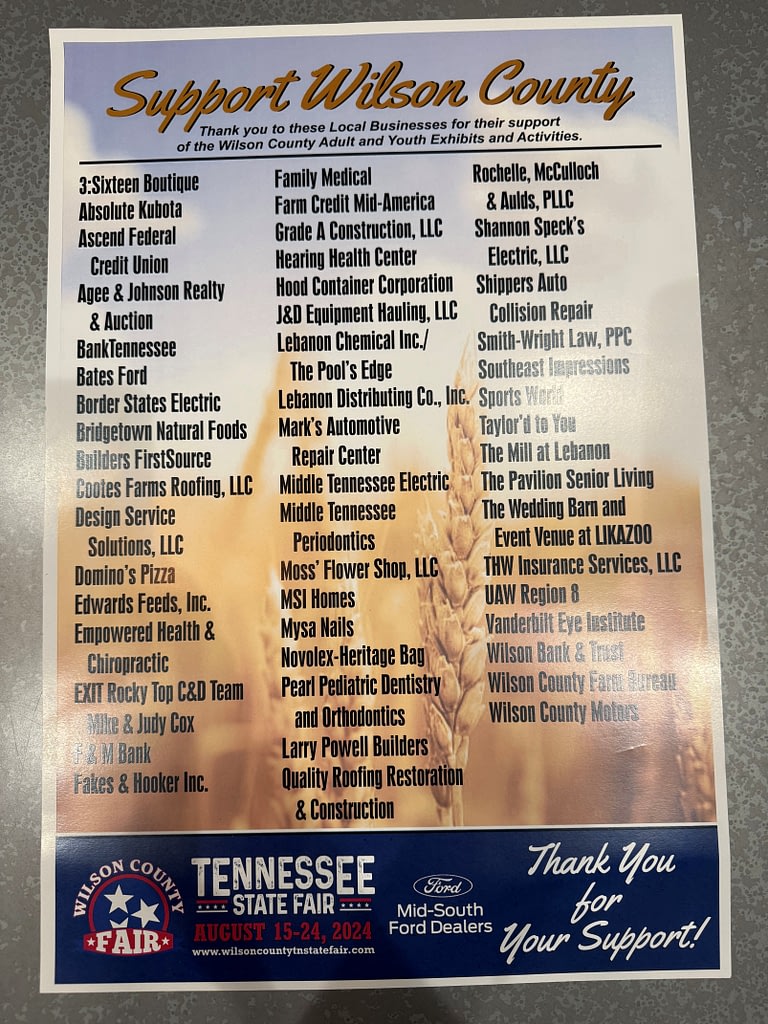 Support Wilson County
Thank you to these Local Businesses for their support
of the Wilson County Adult and Youth Exhibits and Activities.
3:Sixteen Boutique
Absolute Kubota
Ascend Federal
Credit Union
Agee & Johnson Realty
& Auction
BankTennessee
Bates Ford
Border States Electric
Bridgetown Natural Foods
Builders FirstSource
Cootes Farms Roofing, LLC
Design Service
Solutions, LLC
Domino's Pizza
Edwards Feeds, Inc.
Empowered Health &
Chiropractic
EXIT Rocky Top C&D Team
Mike & Judy Cox
F & M Bank
Fakes & Hooker Inc.
Family Medical
Farm Credit Mid-America
Grade A Construction, LLC
Hearing Health Center
Hood Container Corporation
J&D Equipment Hauling, LLC
Lebanon Chemical Inc./
The Pool's Edge
Lebanon Distributing Co., Inc.
Mark's Automotive
Repair Center
Middle Tennessee Electric
Middle Tennessee
Periodontics
Moss' Flower Shop, LLC
MSI Homes
Mysa Nails
Novolex-Heritage Bag
Pearl Pediatric Dentistry
and Orthodontics
Larry Powell Builders
Quality Roofing Restoration
& Construction
Rochelle, McCulloch
& Aulds, PLLC
Shannon Speck's
Electric, LLC
Shippers Auto
Collision Repair
Smith-Wright Law, PPC
Southeast Impressions
Sports World
Taylor'd to You
The Mill at Lebanon
The Pavilion Senior Living
The Wedding Barn and
Event Venue at LIKAZOO
THW Insurance Services, LLC
UAW Region 8
Vanderbilt Eye Institute
Wilson Bank & Trust
Wilson County Farm Bureau
Wilson County Motors
WILSON COUNTY
FAIR
TENNESSEE
STATE FAIR
AUGUST 15-24, 2024
www.wilsoncountytnstatefair.com
Ford
Mid-South
Ford Dealers
Thank You
for
Your Support!